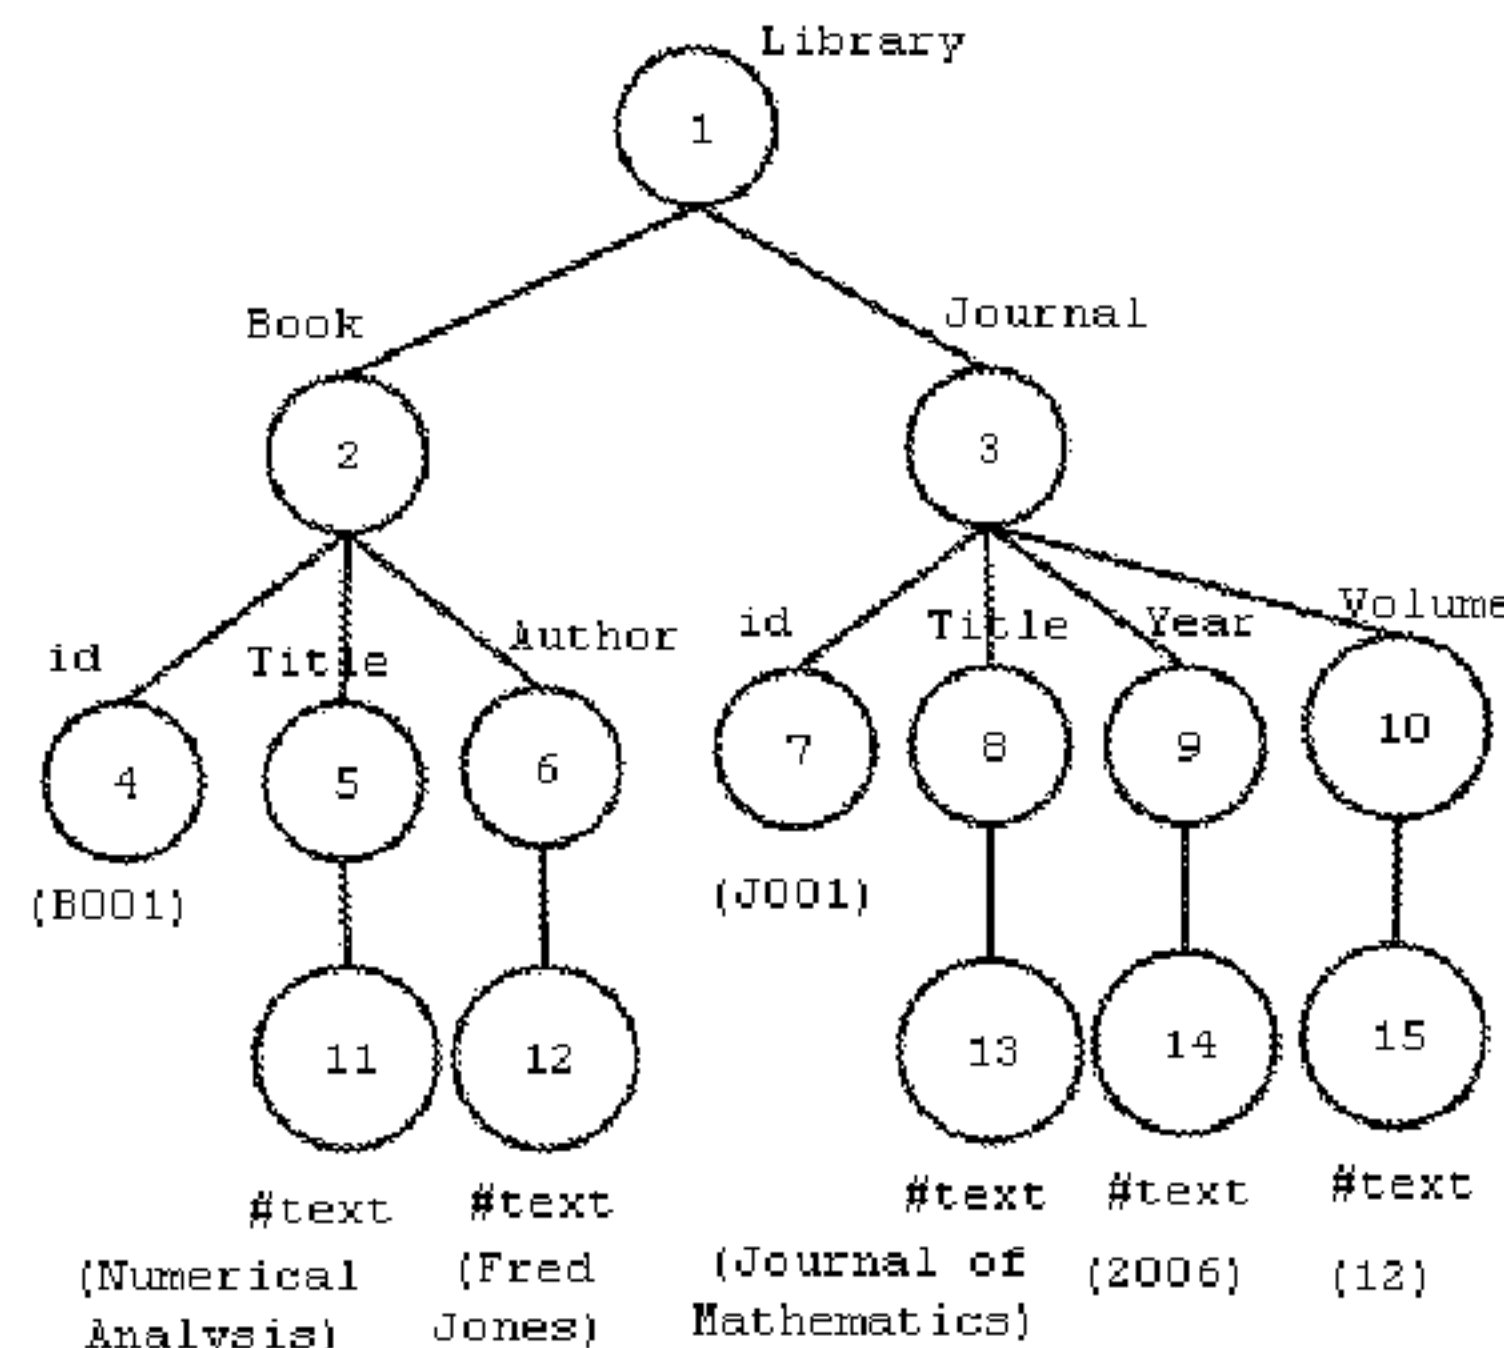 Library
1
Book
Journal
2
3
id
Title
Author
id
Title
Year
Volume
4
5
6
7
8
9
10
(B001)
(J001)
11
12
13
14
15
#text
#text
#text
#text
#text
(Numerical
Analysis)
(Fred
Jones)
(Journal of
Mathematics)
(2006)
(12)